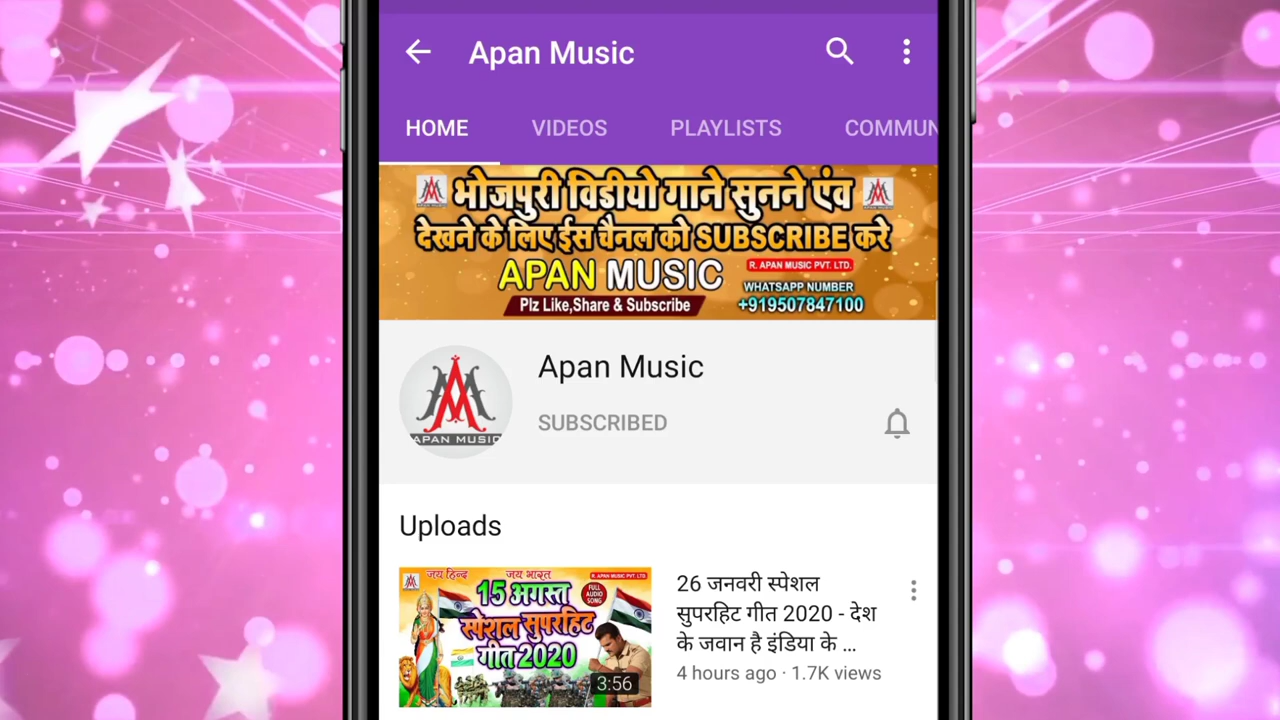 Apan Music
HOME VIDEOS PLAYLISTS COMMUN
भोजपुरी विडीयो गाने सुनने एंव
देखने के लिए ईस चैनल को SUBSCRIBE करे
APAN MUSIC
R. APAN MUSIC PVT. LTD.
WHATSAPP NUMBER
+919507847100
Plz Like,Share & Subscribe
Apan Music
SUBSCRIBED
APAN MUSIC
Uploads
जय हिन्द जय भारत
R. APAN MUSIC PVT. LTD
15 अगस्त
FULL
AUDIO
SONG
स्पेशल सुपरहिट
गीत 2020
3:56
26 जनवरी स्पेशल
सुपरहिट गीत 2020 - देश
के जवान है इंडिया के ...
4 hours ago · 1.7K views